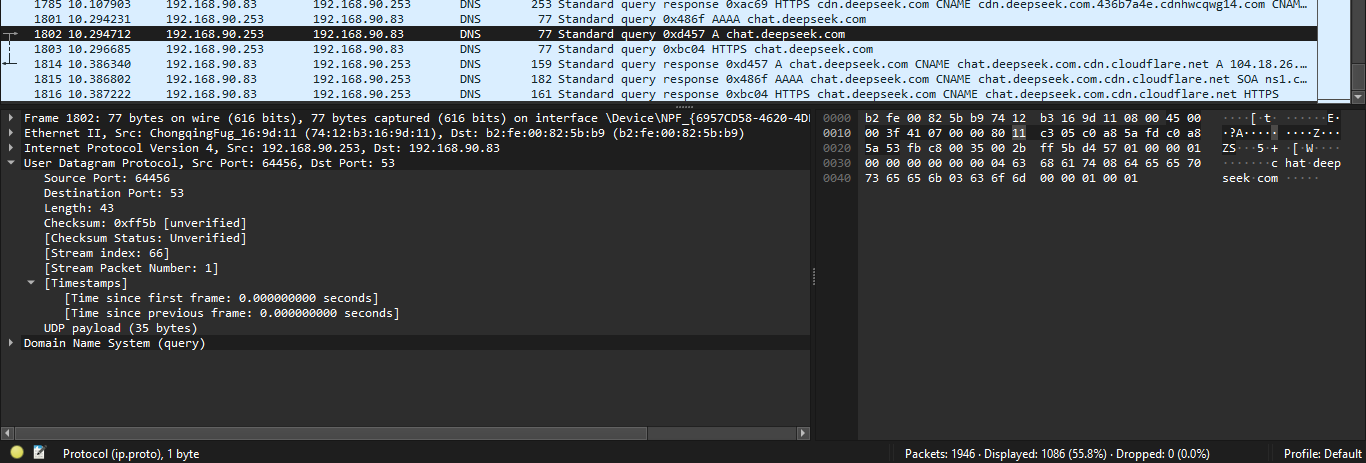 1785 10.107903 192.168.90.83 192.168.90.253 DNS 253 Standard query response 0xac69 HTTPS cdn.deepseek.com CNAME cdn.deepseek.com.436b7a4e.cdnhwcqwg14.com CNAM…
1801 10.294231 192.168.90.253 192.168.90.83 DNS 77 Standard query 0x486f AAAA chat.deepseek.com
1802 10.294712 192.168.90.253 192.168.90.83 DNS 77 Standard query 0xd457 A chat.deepseek.com
1803 10.296685 192.168.90.253 192.168.90.83 DNS 77 Standard query 0xbc04 HTTPS chat.deepseek.com
1814 10.386340 192.168.90.83 192.168.90.253 DNS 159 Standard query response 0xd457 A chat.deepseek.com CNAME chat.deepseek.com.cdn.cloudflare.net A 104.18.26.…
1815 10.386802 192.168.90.83 192.168.90.253 DNS 182 Standard query response 0x486f AAAA chat.deepseek.com CNAME chat.deepseek.com.cdn.cloudflare.net SOA ns1.c…
1816 10.387222 192.168.90.83 192.168.90.253 DNS 161 Standard query response 0xbc04 HTTPS chat.deepseek.com CNAME chat.deepseek.com.cdn.cloudflare.net HTTPS
Frame 1802: 77 bytes on wire (616 bits), 77 bytes captured (616 bits) on interface \Device\NPF_{6957CD58-4620-4D
Ethernet II, Src: ChongqingFug_16:9d:11 (74:12:b3:16:9d:11), Dst: b2:fe:00:82:5b:b9 (b2:fe:00:82:5b:b9)
Internet Protocol Version 4, Src: 192.168.90.253, Dst: 192.168.90.83
User Datagram Protocol, Src Port: 64456, Dst Port: 53
Source Port: 64456
Destination Port: 53
Length: 43
Checksum: 0xff5b [unverified]
[Checksum Status: Unverified]
[Stream index: 66]
[Stream Packet Number: 1]
[Timestamps]
[Time since first frame: 0.000000000 seconds]
[Time since previous frame: 0.000000000 seconds]
UDP payload (35 bytes)
Domain Name System (query)
0000 b2 fe 00 82 5b b9 74 12 b3 16 9d 11 08 00 45 00 ····[·t· ······E·
0010 00 3f 41 07 00 00 80 11 c3 05 c0 a8 5a fd c0 a8 ·?A····· ····Z···
0020 5a 53 fb c8 00 35 00 2b ff 5b d4 57 01 00 00 01 ZS···5·+ ·[·W····
0030 00 00 00 00 00 00 04 63 68 61 74 08 64 65 65 70 ·······c hat·deep
0040 73 65 65 6b 03 63 6f 6d 00 00 01 00 01 seek·com ·····
Protocol (ip.proto), 1 byte
Packets: 1946 · Displayed: 1086 (55.8%) · Dropped: 0 (0.0%)
Profile: Default